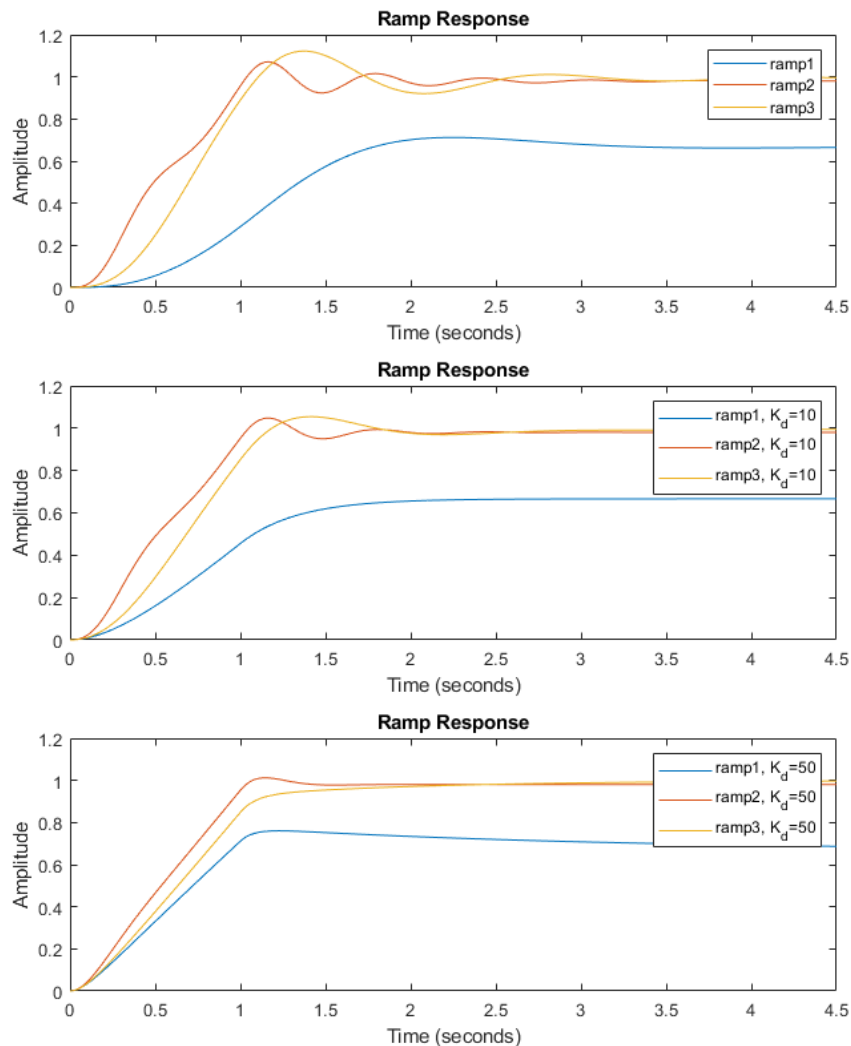 Ramp Response
1.2
1
0.8
0.6
0.4
0.2
0
Amplitude
ramp1
ramp2
ramp3
0 0.5 1 1.5 2 2.5 3 3.5 4 4.5
Time (seconds)
Ramp Response
1.2
1
0.8
0.6
0.4
0.2
0
Amplitude
ramp1, K_d=10
ramp2, K_d=10
ramp3, K_d=10
0 0.5 1 1.5 2 2.5 3 3.5 4 4.5
Time (seconds)
Ramp Response
1.2
1
0.8
0.6
0.4
0.2
0
Amplitude
ramp1, K_d=50
ramp2, K_d=50
ramp3, K_d=50
0 0.5 1 1.5 2 2.5 3 3.5 4 4.5
Time (seconds)